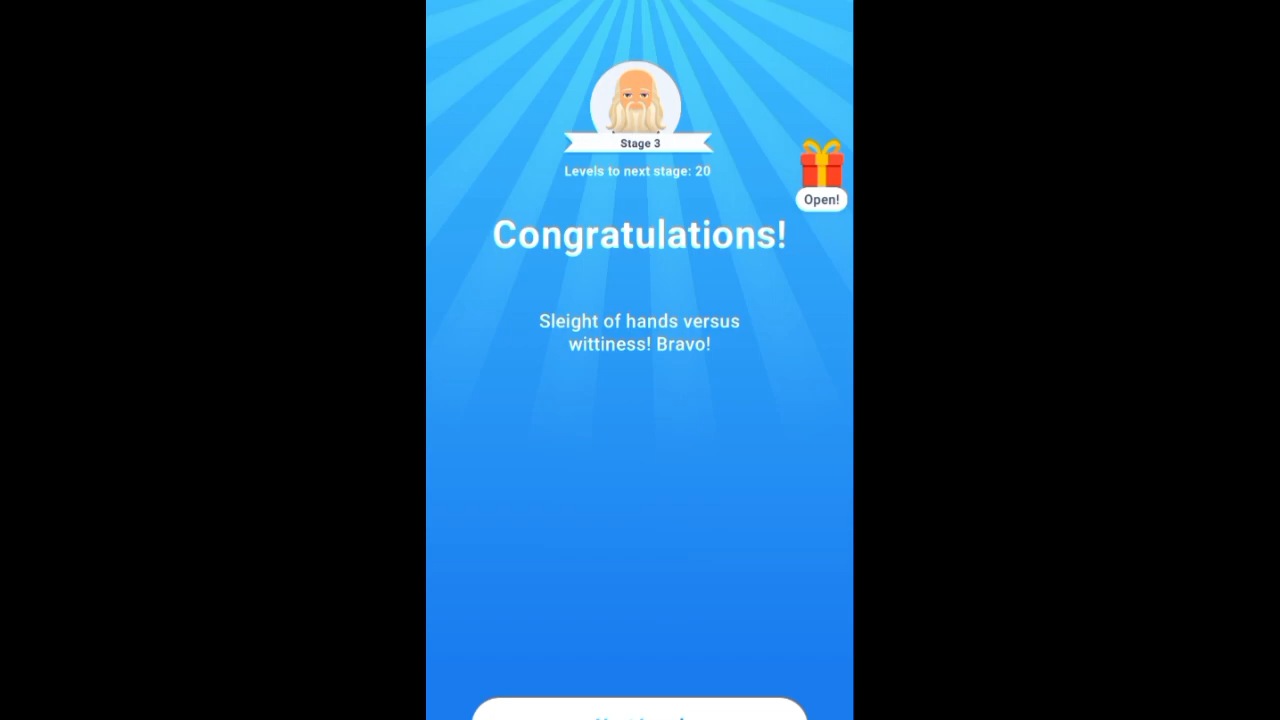 Stage 3
Levels to next stage: 20
Open!
Congratulations!
Sleight of hands versus
wittiness! Bravo!